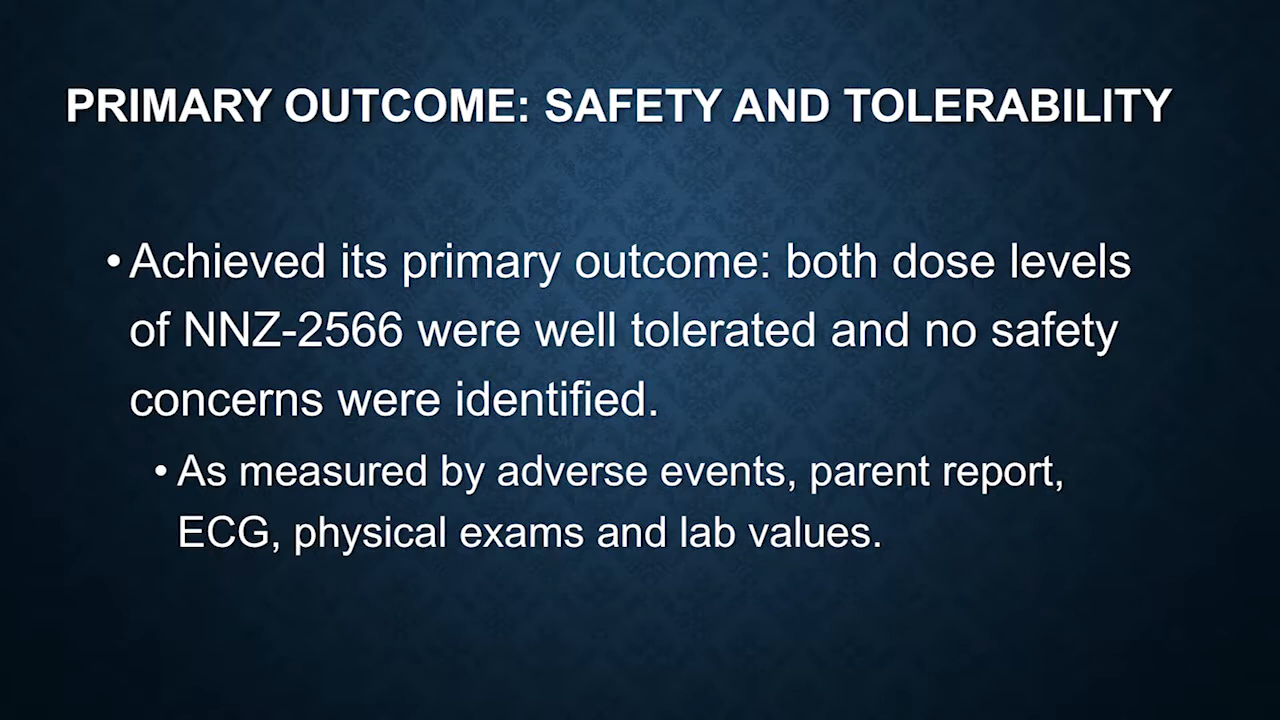 PRIMARY OUTCOME: SAFETY AND TOLERABILITY
• Achieved its primary outcome: both dose levels
of NNZ-2566 were well tolerated and no safety
concerns were identified.
• As measured by adverse events, parent report,
ECG, physical exams and lab values.